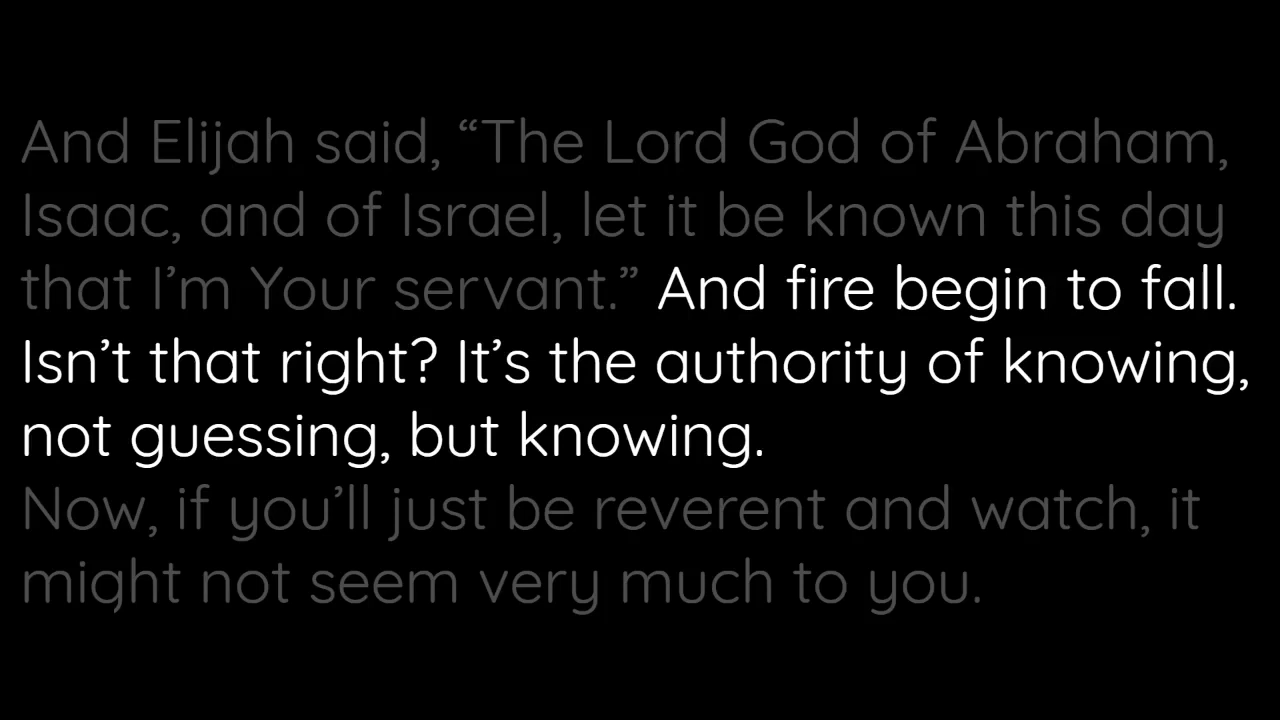 And Elijah said, “The Lord God of Abraham,
Isaac, and of Israel, let it be known this day
that I’m Your servant.” And fire begin to fall.
Isn’t that right? It’s the authority of knowing,
not guessing, but knowing.
Now, if you’ll just be reverent and watch, it
might not seem very much to you.